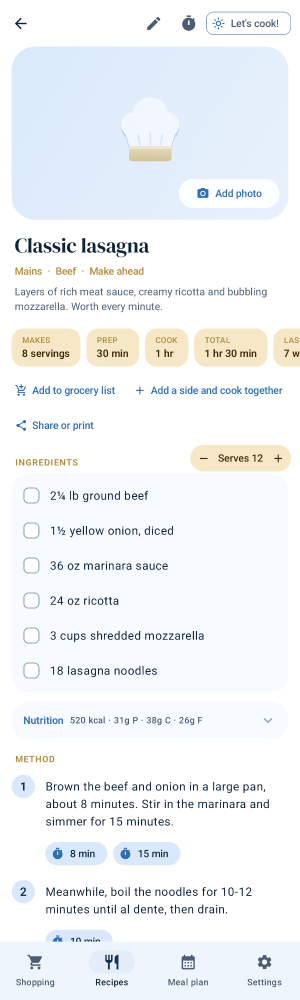 Let's cook!
Add photo
Classic lasagna
Mains · Beef · Make ahead
Layers of rich meat sauce, creamy ricotta and bubbling
mozzarella. Worth every minute.
MAKES
8 servings
PREP
30 min
COOK
1 hr
TOTAL
1 hr 30 min
LAS
7 w
Add to grocery list
+ Add a side and cook together
Share or print
INGREDIENTS
− Serves 12 +
2¼ lb ground beef
1½ yellow onion, diced
36 oz marinara sauce
24 oz ricotta
3 cups shredded mozzarella
18 lasagna noodles
Nutrition 520 kcal · 31g P · 38g C · 26g F
METHOD
1
Brown the beef and onion in a large pan,
about 8 minutes. Stir in the marinara and
simmer for 15 minutes.
8 min
15 min
2
Meanwhile, boil the noodles for 10-12
minutes until al dente, then drain.
10 min
Shopping
Recipes
Meal plan
Settings